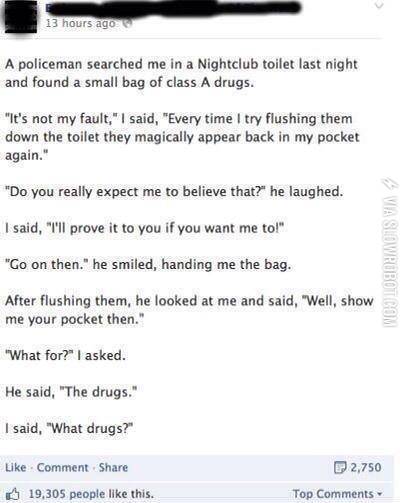 13 hours ago
A policeman searched me in a Nightclub toilet last night
and found a small bag of class A drugs.
"It's not my fault," I said, "Every time I try flushing them
down the toilet they magically appear back in my pocket
again."
"Do you really expect me to believe that?" he laughed.
I said, "I'll prove it to you if you want me to!"
"Go on then." he smiled, handing me the bag.
After flushing them, he looked at me and said, "Well, show
me your pocket then."
"What for?" I asked.
He said, "The drugs."
I said, "What drugs?"
Like · Comment · Share 2,750
19,305 people like this. Top Comments
VIA SLOWROBOT.COM